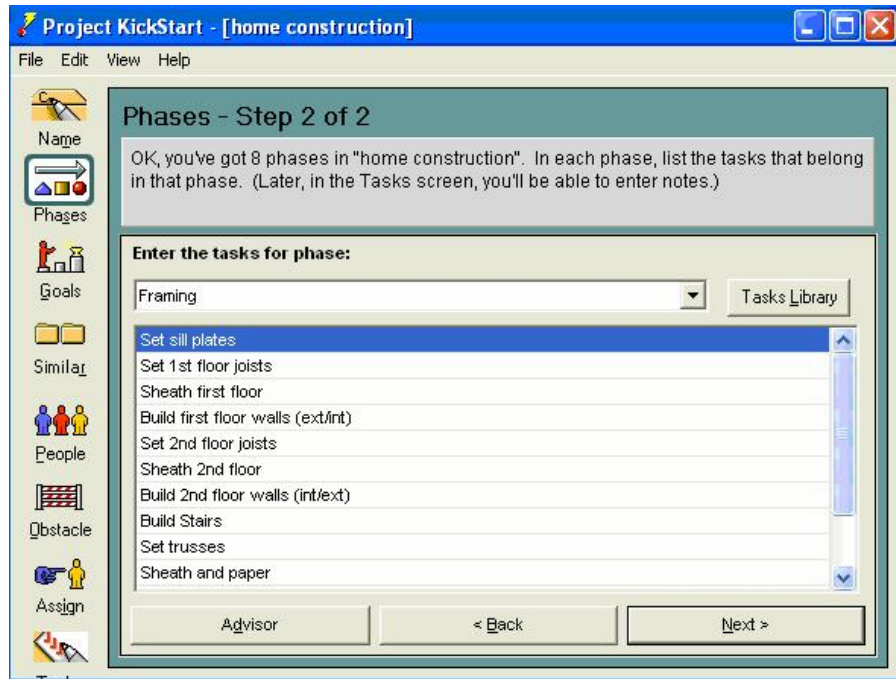 Project KickStart - [home construction]
File Edit View Help
Name
Phases
Goals
Similar
People
Obstacle
Assign
Phases - Step 2 of 2
OK, you've got 8 phases in "home construction". In each phase, list the tasks that belong
in that phase. (Later, in the Tasks screen, you'll be able to enter notes.)
Enter the tasks for phase:
Framing
Tasks Library
Set sill plates
Set 1st floor joists
Sheath first floor
Build first floor walls (ext/int)
Set 2nd floor joists
Sheath 2nd floor
Build 2nd floor walls (int/ext)
Build Stairs
Set trusses
Sheath and paper
Advisor
< Back
Next >